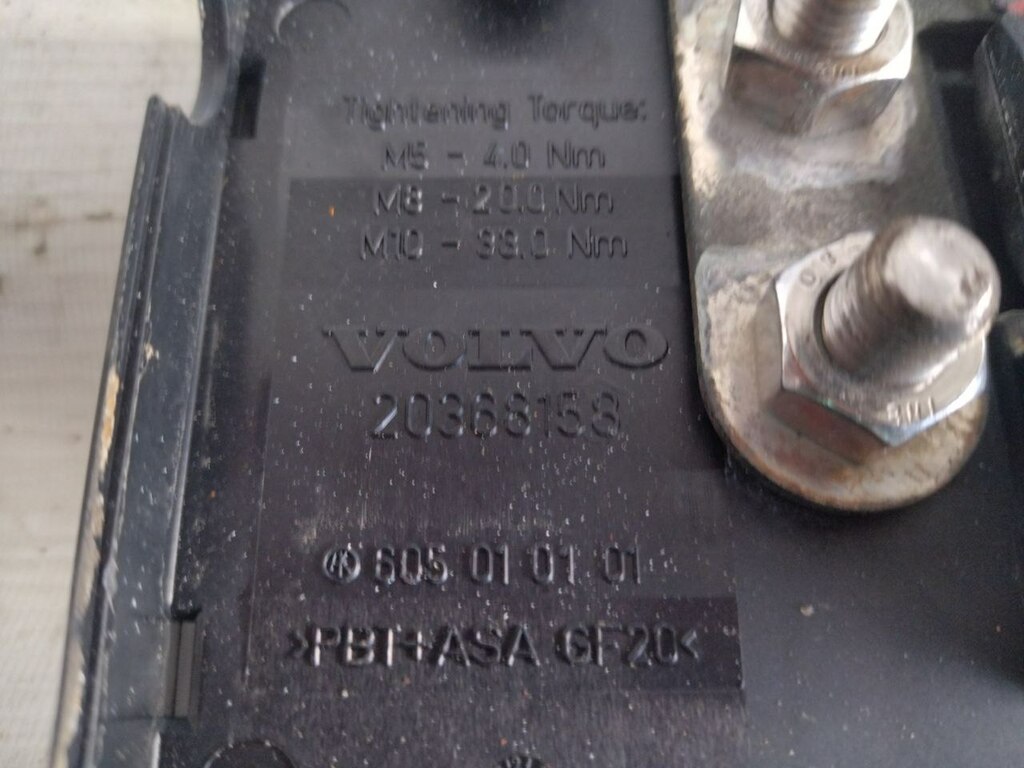 Tightening Torque:
M5 - 4.0 Nm
M8 - 20.0 Nm
M10 - 33.0 Nm
VOLVO
20368158
605 01 01 01
>PBT+ASA GF20<